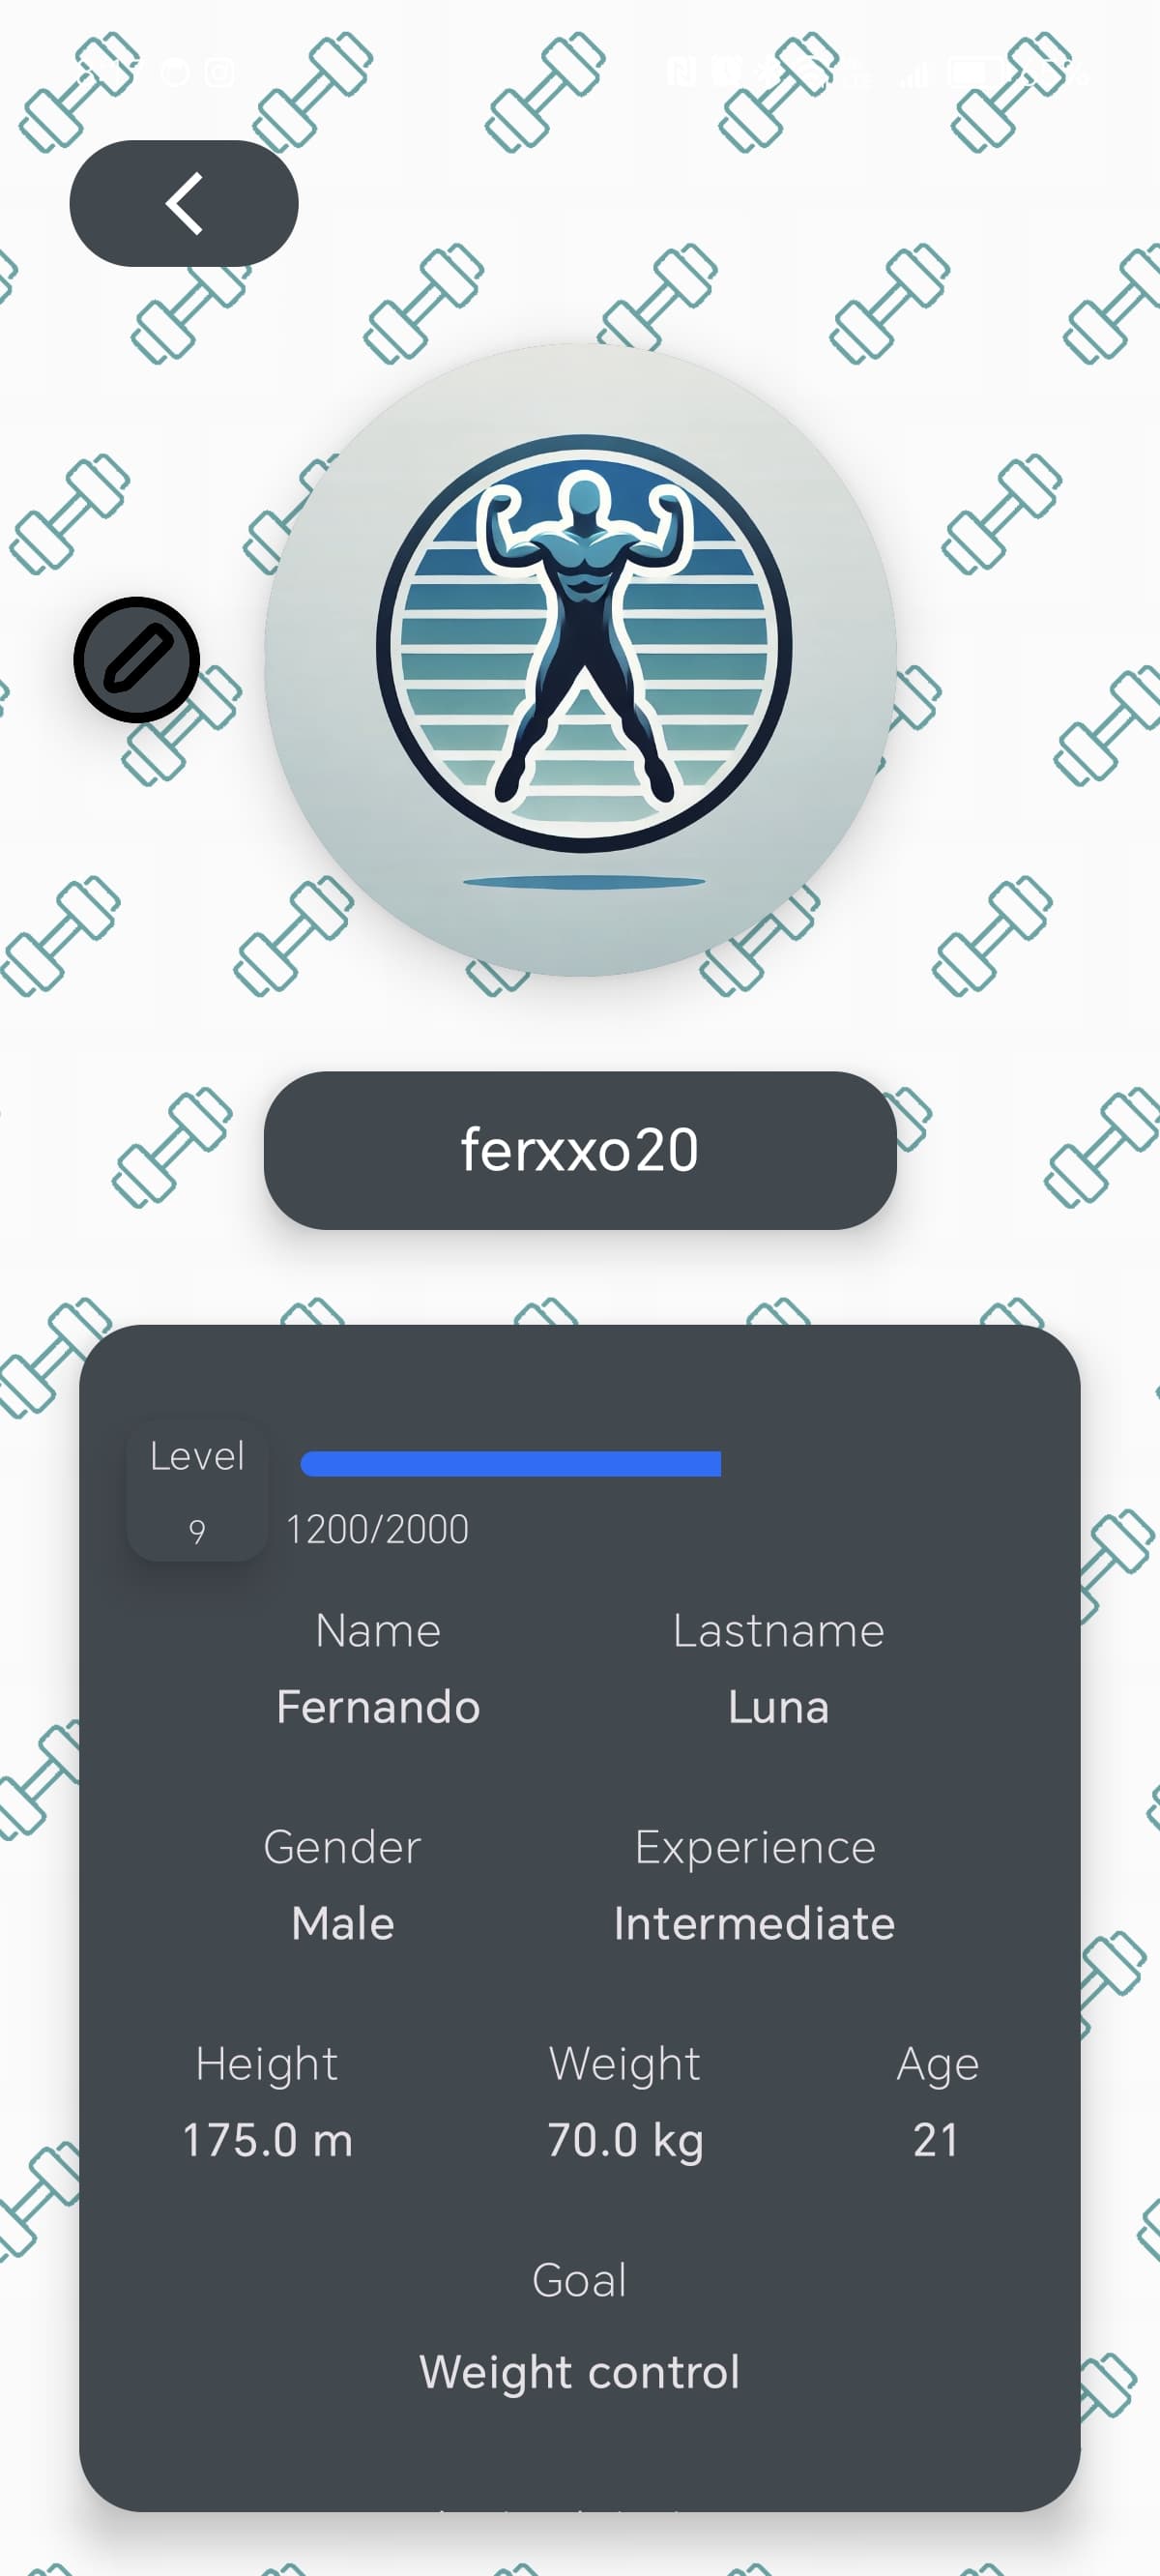 ferxxo20
Level
9
1200/2000
Name Lastname
Fernando Luna
Gender Experience
Male Intermediate
Height Weight Age
175.0 m 70.0 kg 21
Goal
Weight control